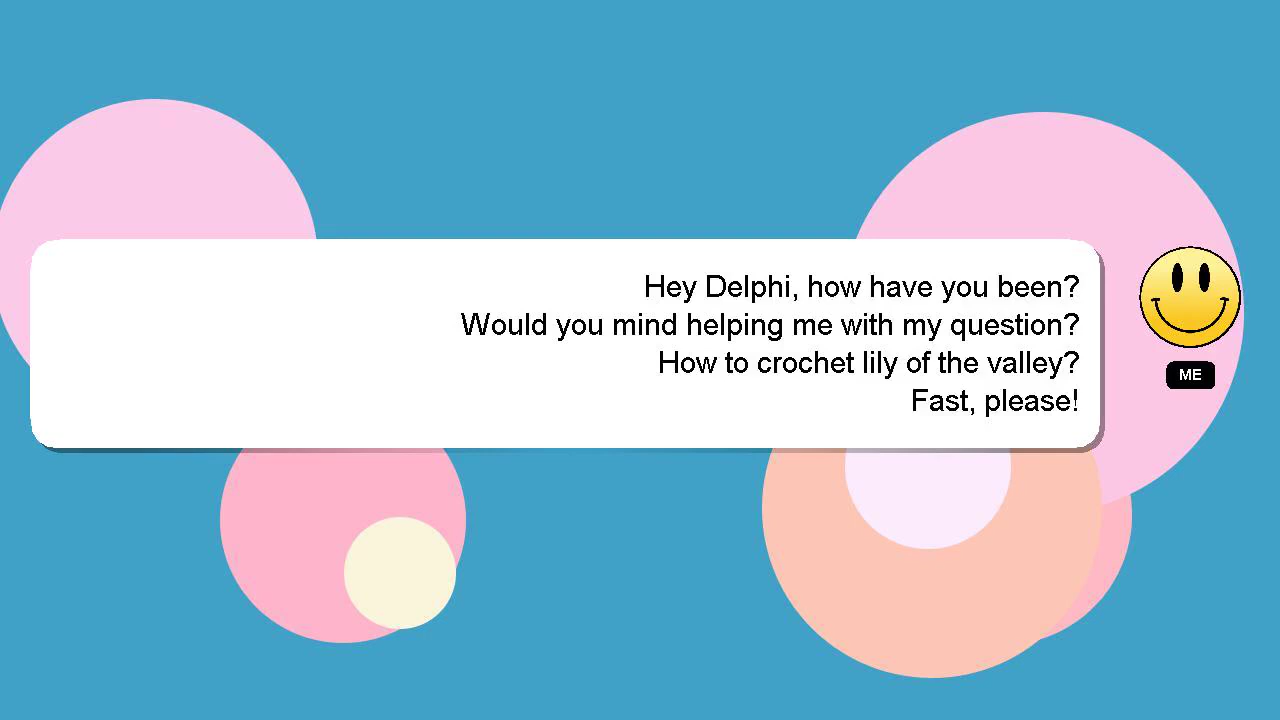 Hey Delphi, how have you been?
Would you mind helping me with my question?
How to crochet lily of the valley?
Fast, please!
ME